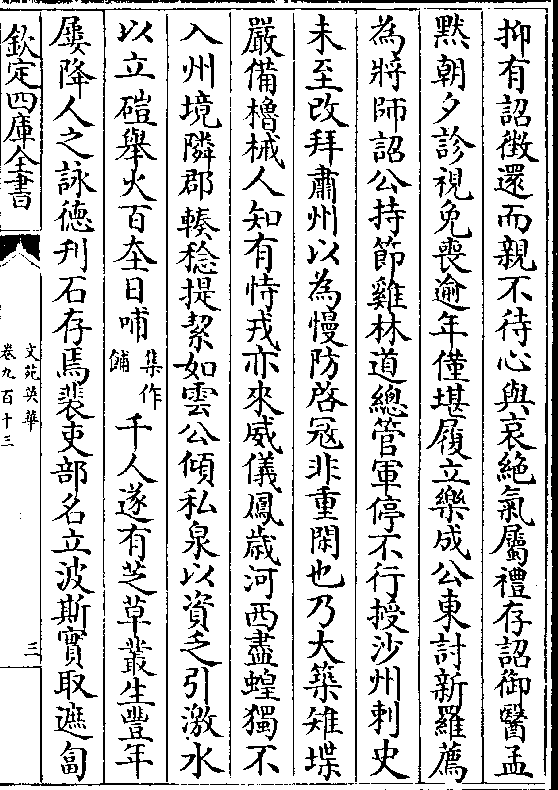 抑有詔徴還而親不待心與哀絶氣屬禮存詔御醫孟
黙朝夕診視免喪逾年僅堪履立樂成公東討新羅薦
為將師詔公持節雞林道總管軍停不行授沙州刺史
未至改拜肅州以為慢防啓冦非重閉也乃大築雉堞
嚴備櫓械人知有恃戎亦來威儀鳳歳河西盡蝗獨不
入州境隣郡輳稔提挈如雲公傾私泉以資乏引激水
以立磑舉火百左日哺集作餔千人遂有芝草叢生豐年
屢降人之詠德刋石存焉裴吏部名立波斯實取遮匐
欽定四庫全書
文苑英華
卷九百十三
三